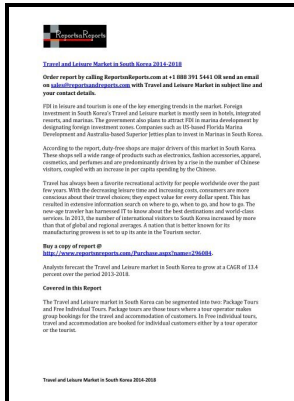 ReportsnReports
Travel and Leisure Market in South Korea 2014-2018
Order report by calling ReportsnReports.com at +1 888 391 5441 OR send an email
on sales@reportsandreports.com with Travel and Leisure Market in subject line and
your contact details.
FDI in leisure and tourism is one of the key emerging trends in the market. Foreign
investment in South Korea's Travel and Leisure market is mostly seen in hotels, integrated
resorts, and marinas. The government also plans to attract FDI in marina development by
designating foreign investment zones. Companies such as US-based Florida Marine
Development and Australia-based Superior Jetties plan to invest in Marinas in South Korea.
According to the report, duty-free shops are major drivers of this market in South Korea.
These shops sell a wide range of products such as electronics, fashion accessories, apparel,
cosmetics, and perfumes and are predominantly driven by a rise in the number of Chinese
visitors, coupled with an increase in per capita spending by the Chinese.
Travel has always been a favorite recreational activity for people worldwide over the past
few years. With the decreasing leisure time and increasing costs, consumers are more
conscious about their travel choices; they expect value for every dollar spent. This has
resulted in extensive information search on where to go, when to go, and how to go. The
new-age traveler has harnessed IT to know about the best destinations and world-class
services. In 2013, the number of international visitors to South Korea increased by more
than that of global and regional averages. A nation that is better known for its
manufacturing prowess is set to up its ante in the Tourism sector.
Buy a copy of report @
http://www.reportsnreports.com/Purchase.aspx?name=296084.
Analysts forecast the Travel and Leisure market in South Korea to grow at a CAGR of 13.4
percent over the period 2013-2018.
Covered in this Report
The Travel and Leisure market in South Korea can be segmented into two: Package Tours
and Free Individual Tours. Package tours are those tours where a tour operator makes
group bookings for the travel and accommodation of customers. In Free individual tours,
travel and accommodation are booked for individual customers either by a tour operator
or the tourist.
Travel and Leisure Market in South Korea 2014-2018